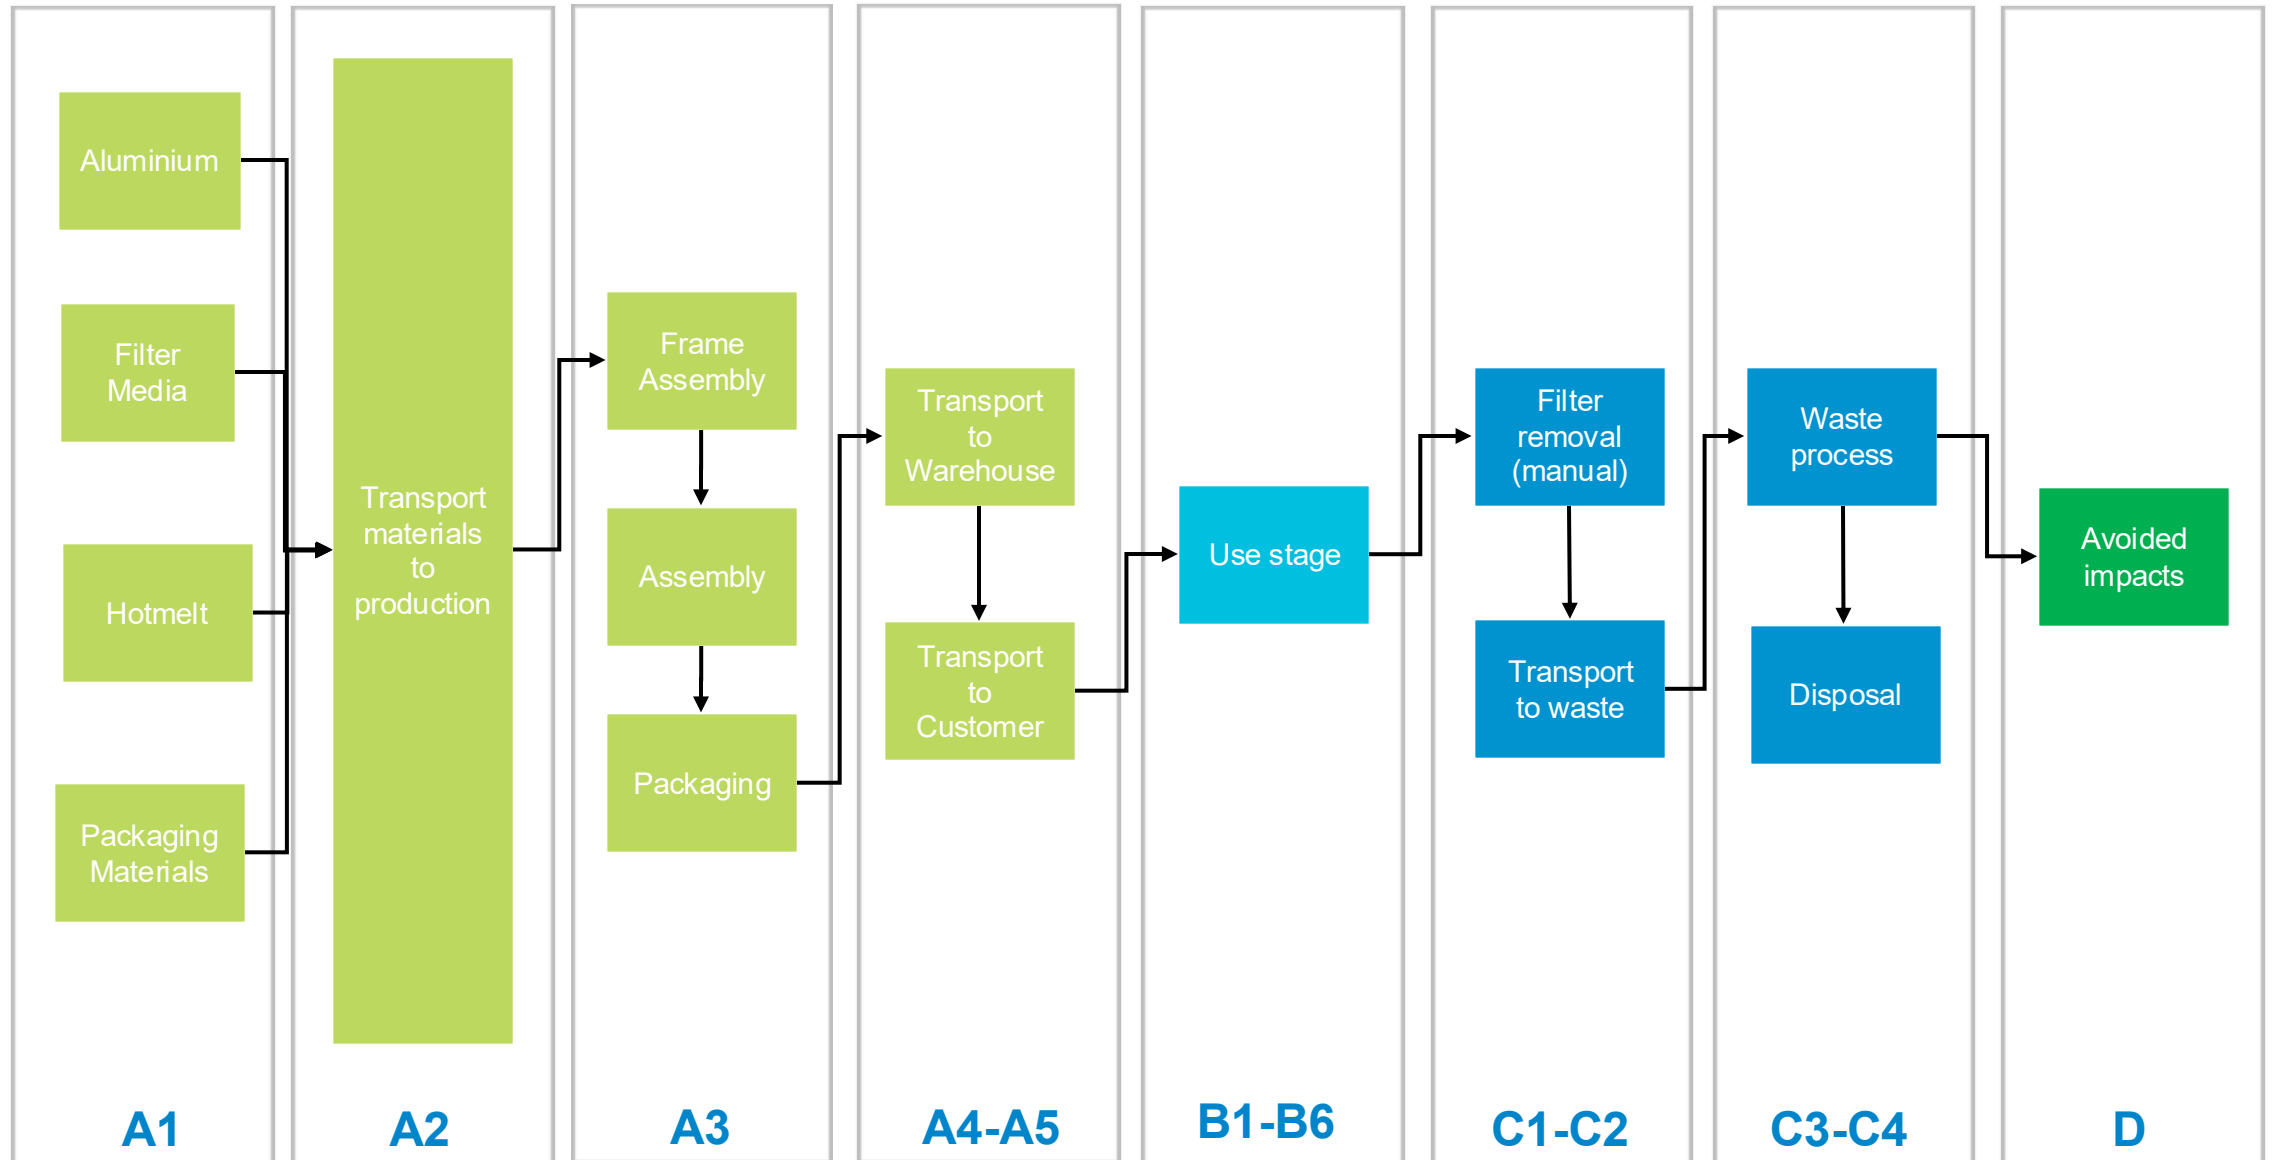 Aluminium
Filter
Media
Hotmelt
Packaging
Materials
Transport
materials
to
production
Frame
Assembly
Assembly
Packaging
Transport
to
Warehouse
Transport
to
Customer
Use stage
Filter
removal
(manual)
Transport
to waste
Waste
process
Disposal
Avoided
impacts
A1
A2
A3
A4-A5
B1-B6
C1-C2
C3-C4
D